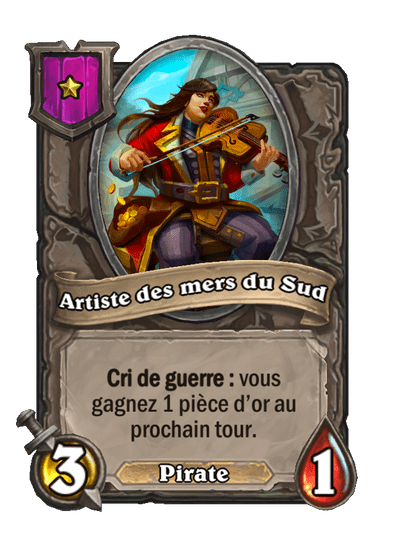 Artiste des mers du Sud
Cri de guerre : vous
gagnez 1 pièce d’or au
prochain tour.
3
Pirate
1